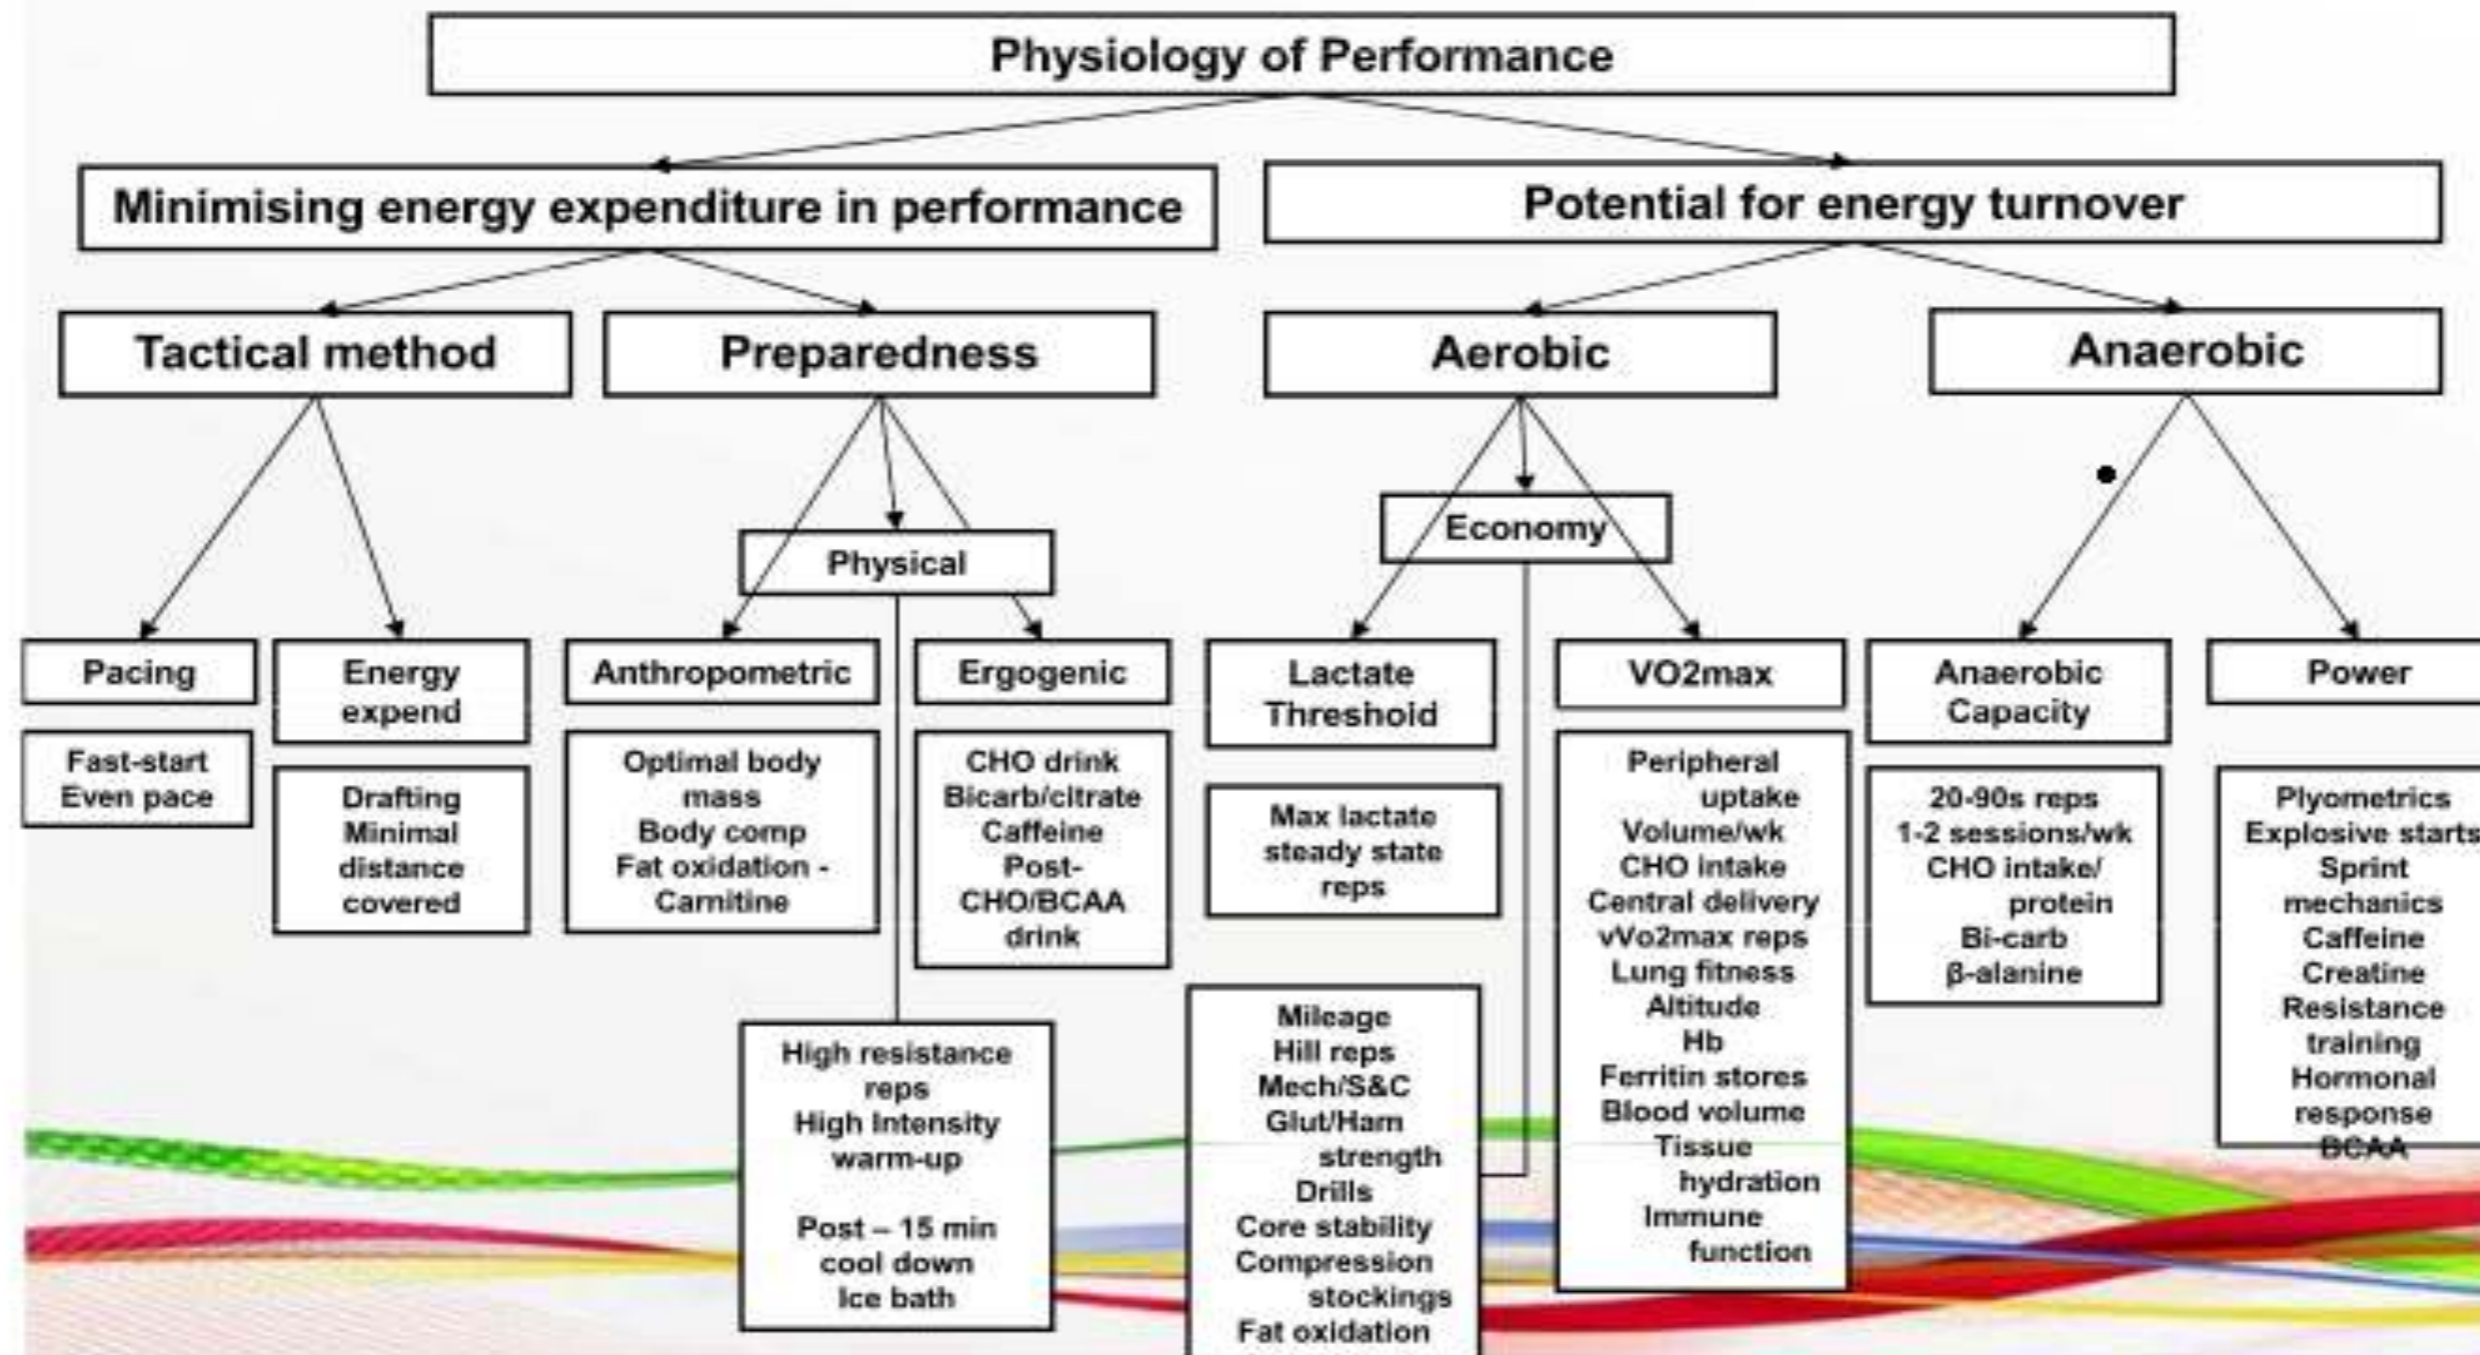 Physiology of Performance
Minimising energy expenditure in performance
Potential for energy turnover
Tactical method
Preparedness
Aerobic
Anaerobic
Physical
Economy
Pacing
Energy
expend
Anthropometric
Ergogenic
Lactate
Threshold
VO2max
Anaerobic
Capacity
Power
Fast-start
Even pace
Drafting
Minimal
distance
covered
Optimal body
mass
Body comp
Fat oxidation -
Carnitine
CHO drink
Bicarb/citrate
Caffeine
Post-
CHO/BCAA
drink
Max lactate
steady state
reps
Peripheral
uptake
Volume/wk
CHO intake
Central delivery
vVo2max reps
Lung fitness
Altitude
Hb
Ferritin stores
Blood volume
Tissue
hydration
Immune
function
20-90s reps
1-2 sessions/wk
CHO intake/
protein
Bi-carb
β-alanine
Plyometrics
Explosive starts
Sprint
mechanics
Caffeine
Creatine
Resistance
training
Hormonal
response
BCAA
High resistance
reps
High Intensity
warm-up
Post – 15 min
cool down
Ice bath
Mileage
Hill reps
Mech/S&C
Glut/Ham
strength
Drills
Core stability
Compression
stockings
Fat oxidation